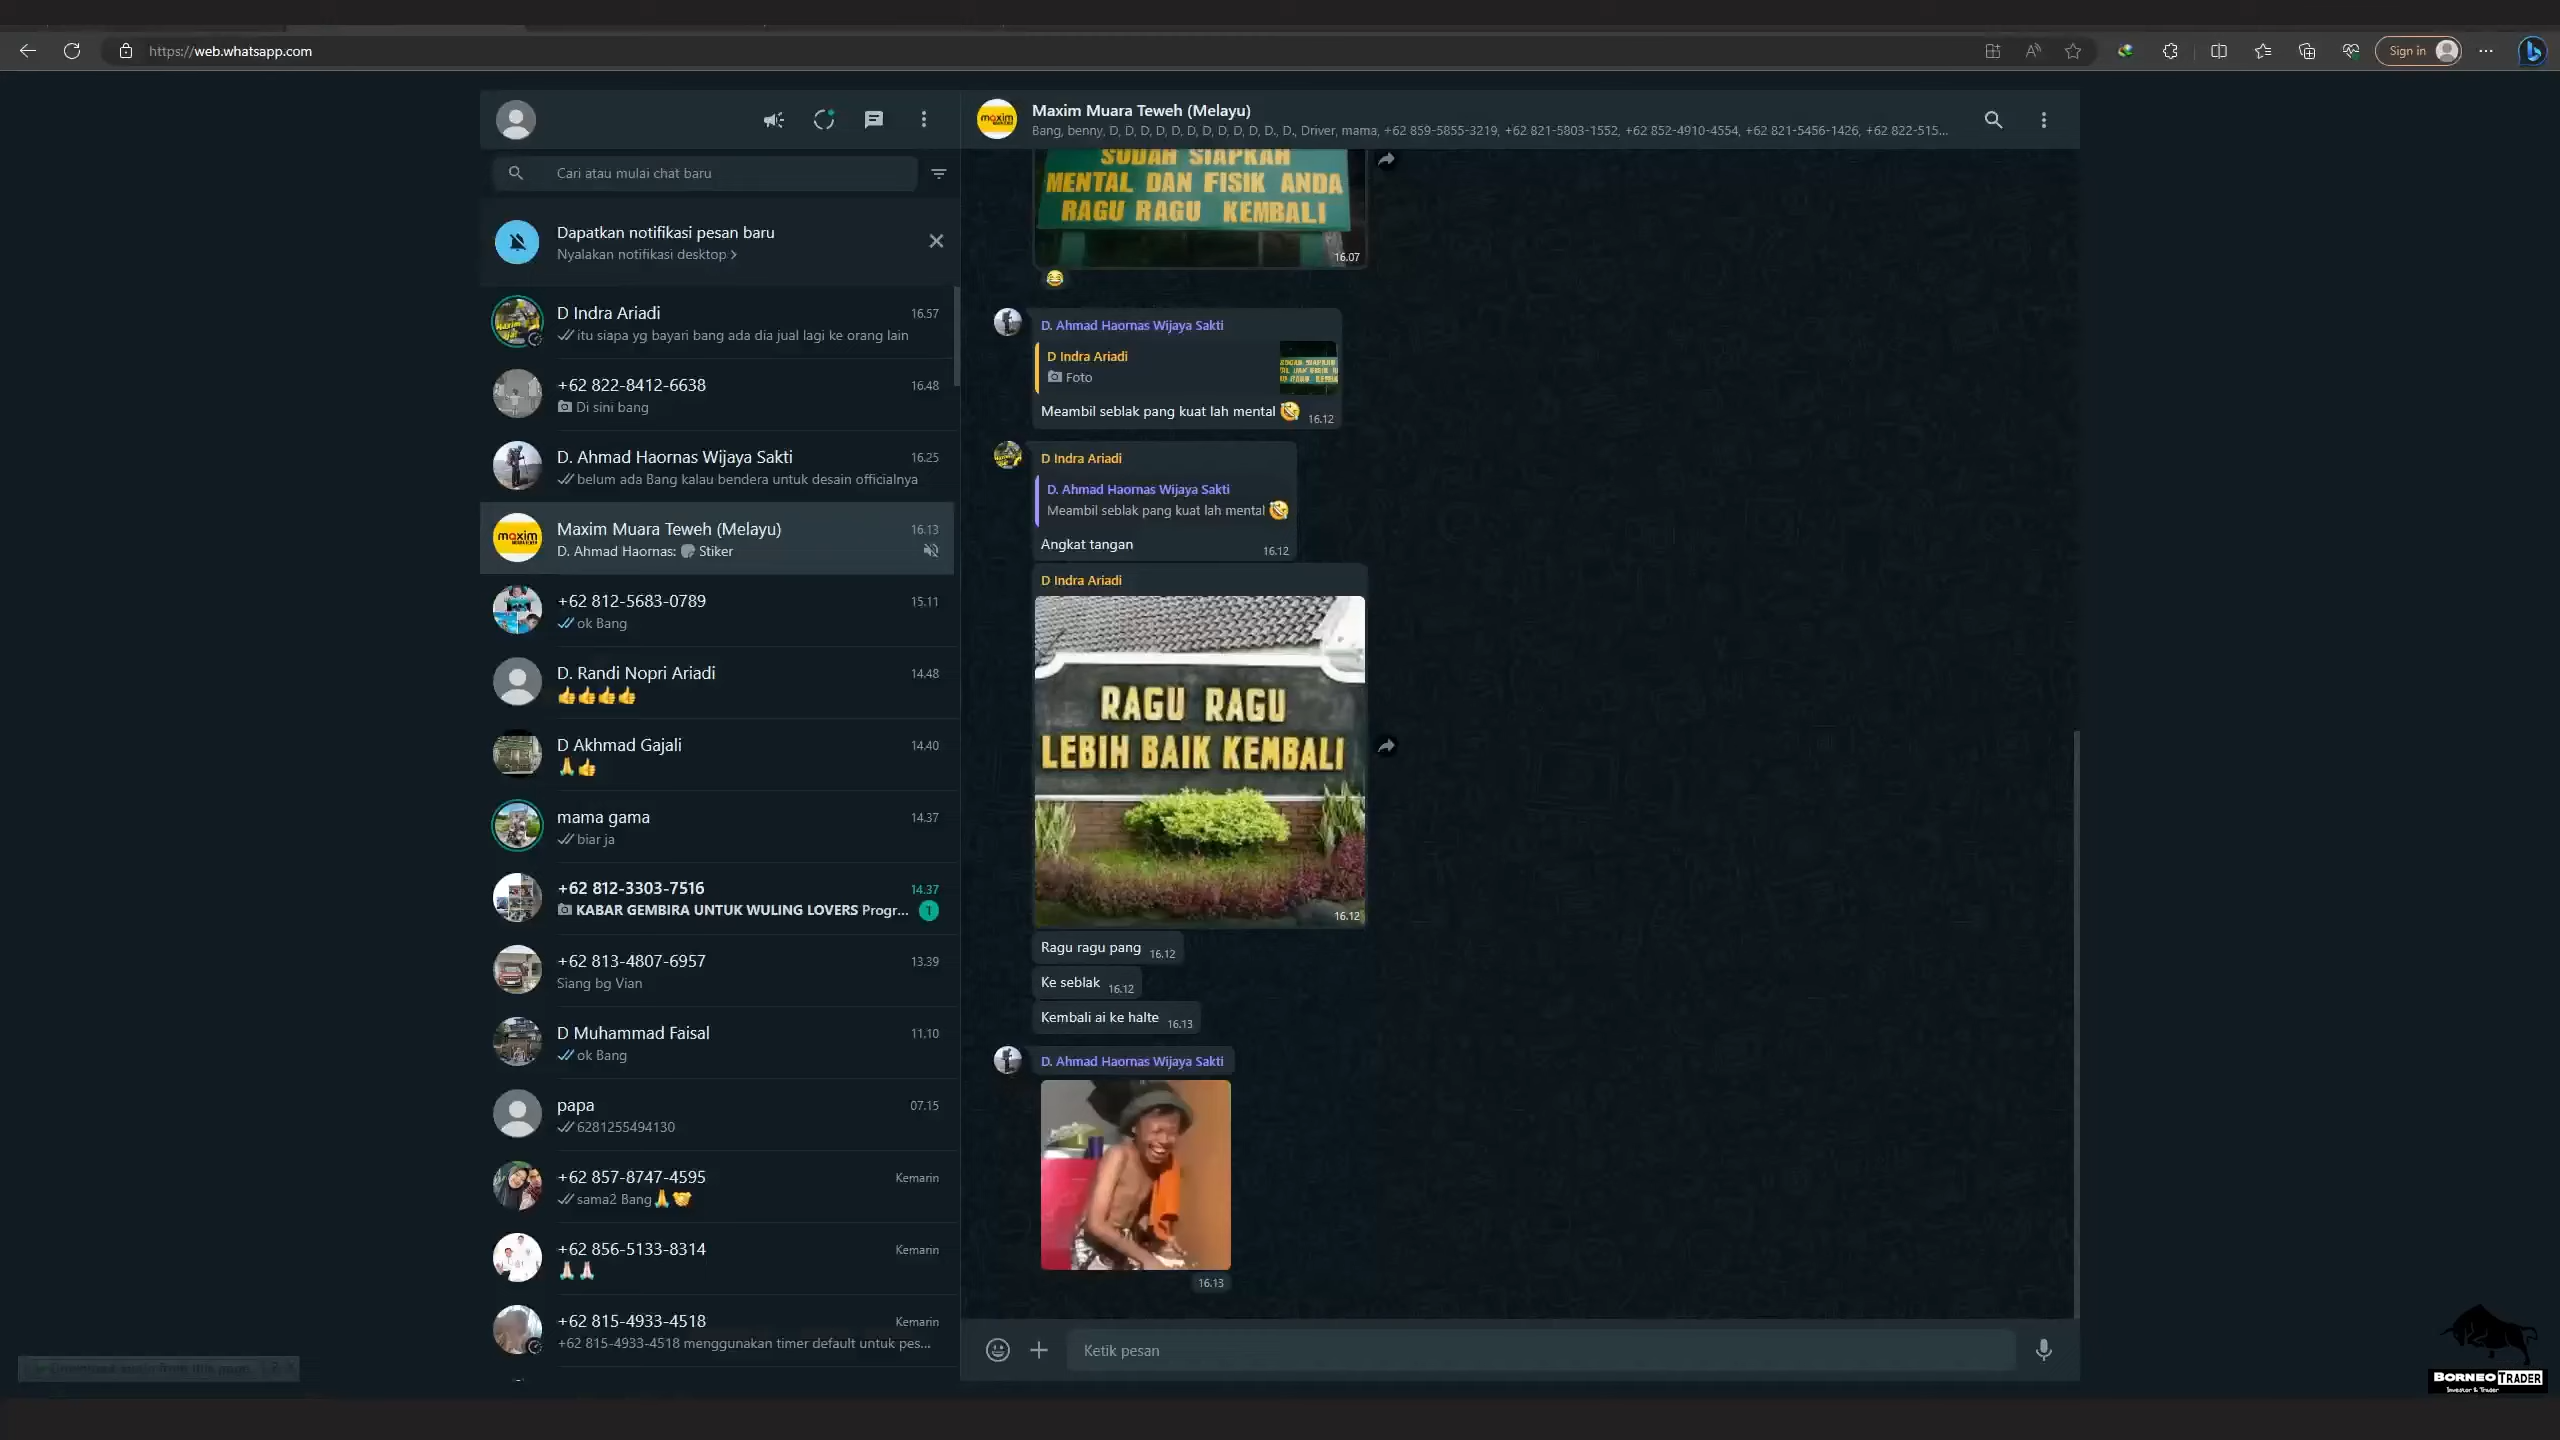 https://web.whatsapp.com
Sign in
Cari atau mulai chat baru
Dapatkan notifikasi pesan baru
Nyalakan notifikasi desktop >
D Indra Ariadi
16.57
itu siapa yg bayari bang ada dia jual lagi ke orang lain
+62 822-8412-6638
16.48
Di sini bang
D. Ahmad Haornas Wijaya Sakti
16.25
belum ada Bang kalau bendera untuk desain officialnya
maxim
Maxim Muara Teweh (Melayu)
16.13
D. Ahmad Haornas: Stiker
+62 812-5683-0789
15.11
ok Bang
D. Randi Nopri Ariadi
14.48
👍👍👍👍
D Akhmad Gajali
14.40
🙏👍
mama gama
14.37
biar ja
+62 812-3303-7516
14.37
KABAR GEMBIRA UNTUK WULING LOVERS Progr...
+62 813-4807-6957
13.39
Siang bg Vian
D Muhammad Faisal
11.10
ok Bang
papa
07.15
6281255494130
+62 857-8747-4595
Kemarin
sama2 Bang🙏🤝
+62 856-5133-8314
Kemarin
🙏🏻🙏🏻
+62 815-4933-4518
Kemarin
+62 815-4933-4518 menggunakan timer default untuk pes...
maxim
Maxim Muara Teweh (Melayu)
Bang, benny, D, D, D, D, D, D, D, D, D, D, D., D., Driver, mama, +62 859-5855-3219, +62 821-5803-1552, +62 852-4910-4554, +62 821-5456-1426, +62 822-515...
SUDAH SIAPKAH
MENTAL DAN FISIK ANDA
RAGU RAGU KEMBALI
16.07
😂
D. Ahmad Haornas Wijaya Sakti
D Indra Ariadi
Foto
Meambil seblak pang kuat lah mental 🤣
16.12
D Indra Ariadi
D. Ahmad Haornas Wijaya Sakti
Meambil seblak pang kuat lah mental 🤣
Angkat tangan
16.12
D Indra Ariadi
RAGU RAGU
LEBIH BAIK KEMBALI
16.12
Ragu ragu pang 16.12
Ke seblak 16.12
Kembali ai ke halte 16.13
D. Ahmad Haornas Wijaya Sakti
16.13
Ketik pesan
BORNEO TRADER
Investor & Trader